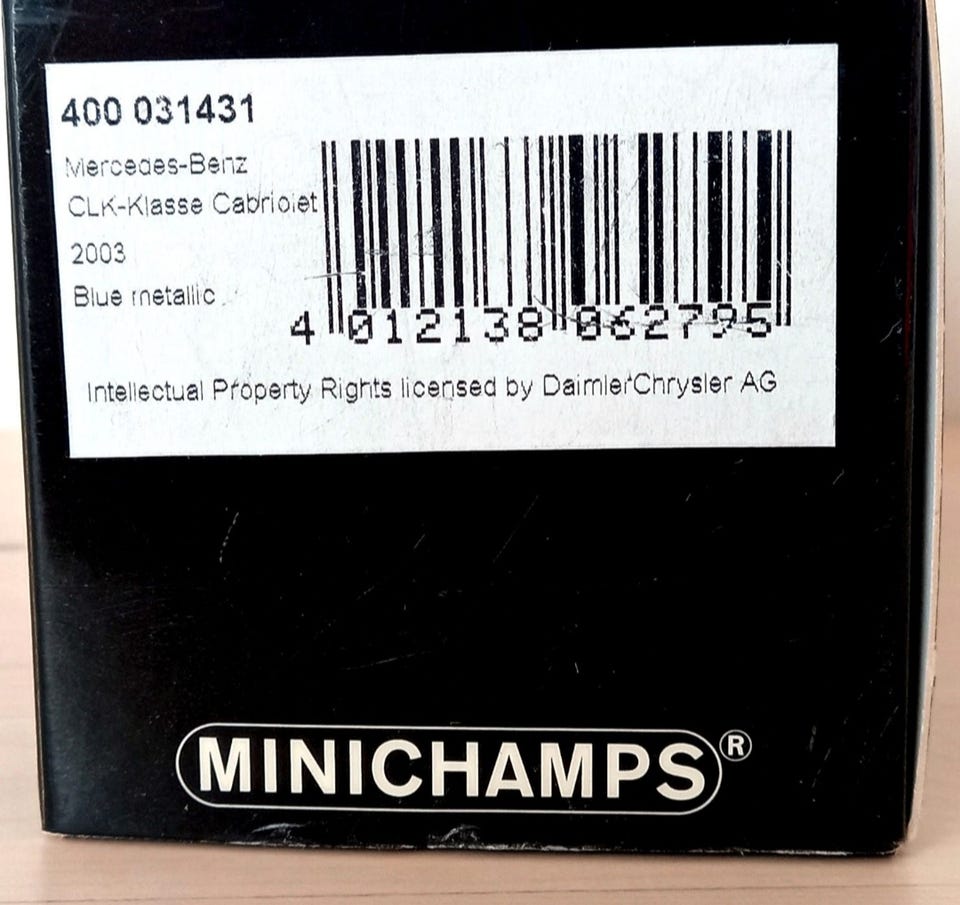 400 031431
Mercedes-Benz
CLK-Klasse Cabriolet
2003
Blue metallic
4 012138 062795
Intellectual Property Rights licensed by DaimlerChrysler AG
MINICHAMPS®